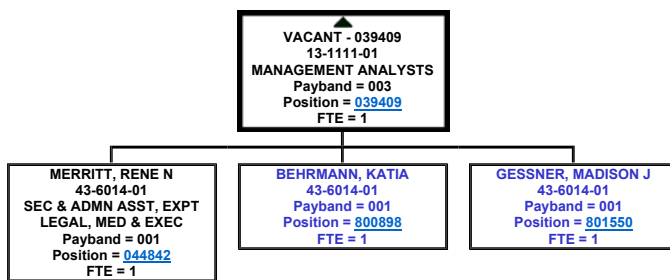 VACANT - 039409
13-1111-01
MANAGEMENT ANALYSTS
Payband = 003
Position = 039409
FTE = 1
MERRITT, RENE N
43-6014-01
SEC & ADMN ASST, EXPT
LEGAL, MED & EXEC
Payband = 001
Position = 044842
FTE = 1
BEHRMANN, KATIA
43-6014-01
Payband = 001
Position = 800898
FTE = 1
GESSNER, MADISON J
43-6014-01
Payband = 001
Position = 801550
FTE = 1